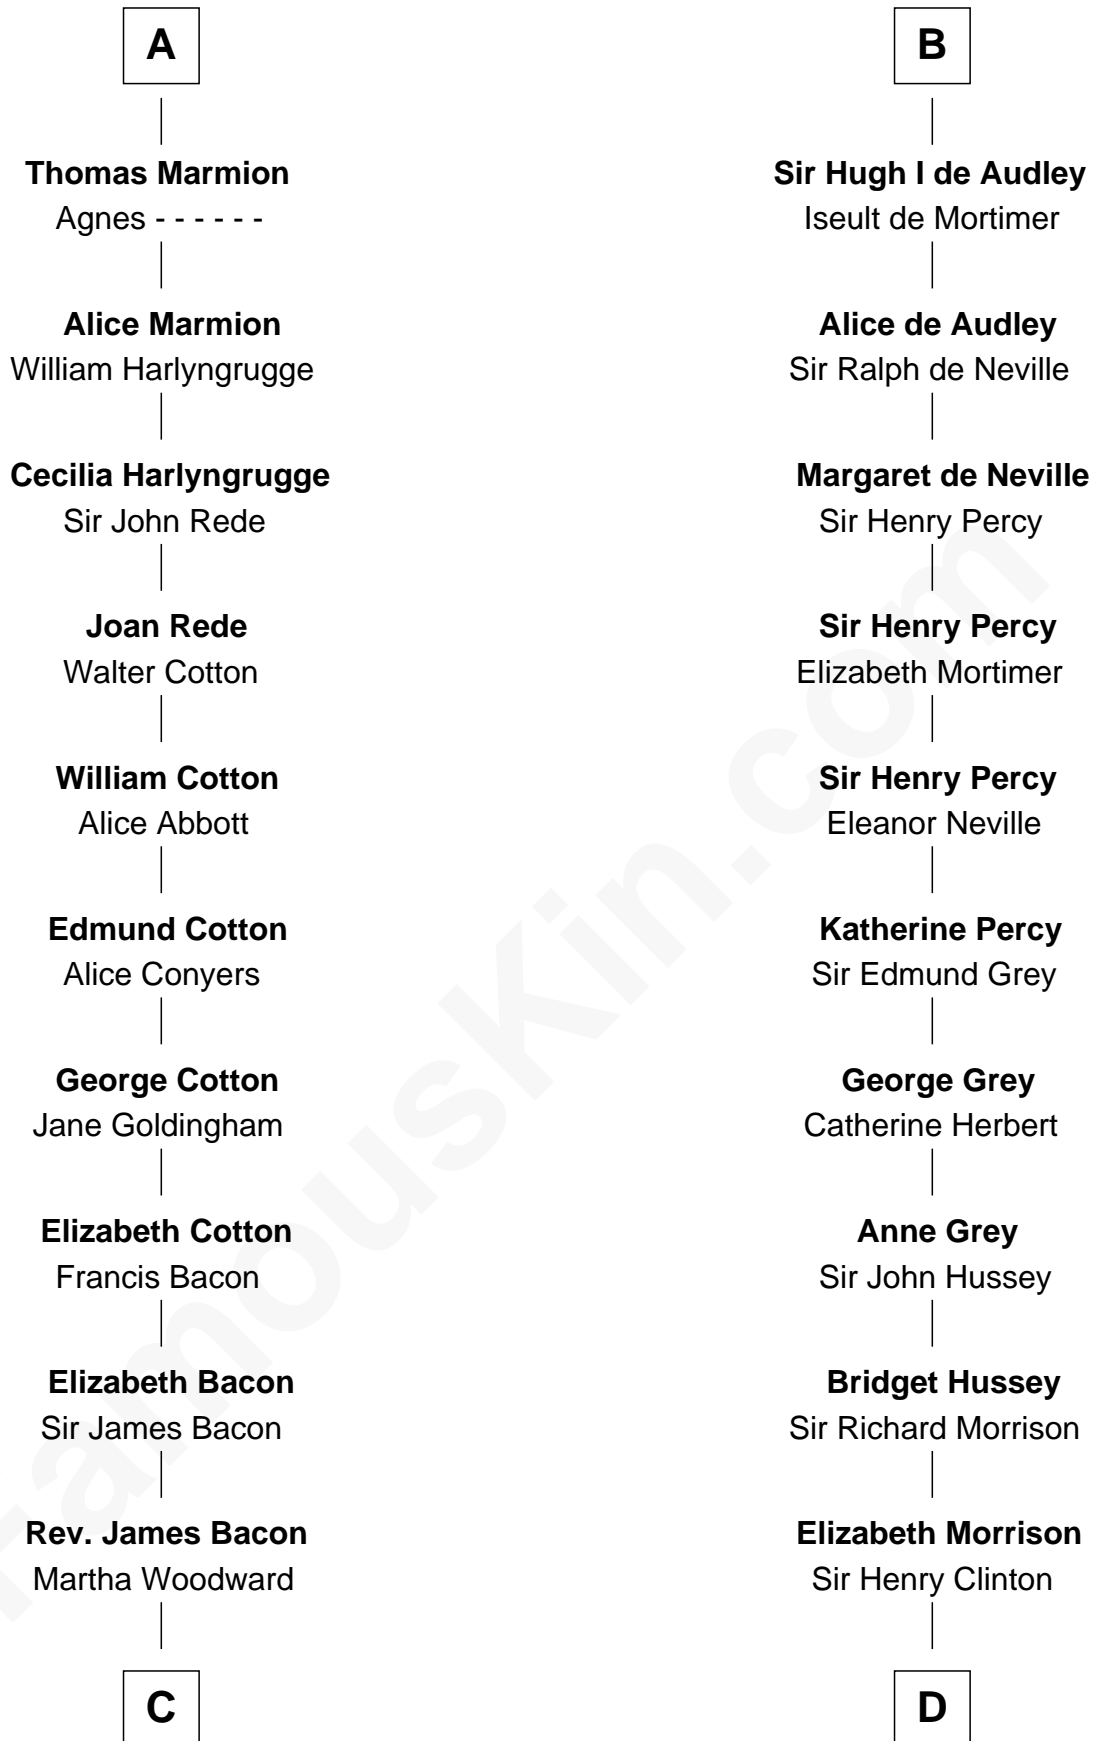 A
Thomas Marmion
Agnes - - - - - -
Alice Marmion
William Harlyngrugge
Cecilia Harlyngrugge
Sir John Rede
Joan Rede
Walter Cotton
William Cotton
Alice Abbott
Edmund Cotton
Alice Conyers
George Cotton
Jane Goldingham
Elizabeth Cotton
Francis Bacon
Elizabeth Bacon
Sir James Bacon
Rev. James Bacon
Martha Woodward
C
B
Sir Hugh I de Audley
Iseult de Mortimer
Alice de Audley
Sir Ralph de Neville
Margaret de Neville
Sir Henry Percy
Sir Henry Percy
Elizabeth Mortimer
Sir Henry Percy
Eleanor Neville
Katherine Percy
Sir Edmund Grey
George Grey
Catherine Herbert
Anne Grey
Sir John Hussey
Bridget Hussey
Sir Richard Morrison
Elizabeth Morrison
Sir Henry Clinton
D
FamousKin.com